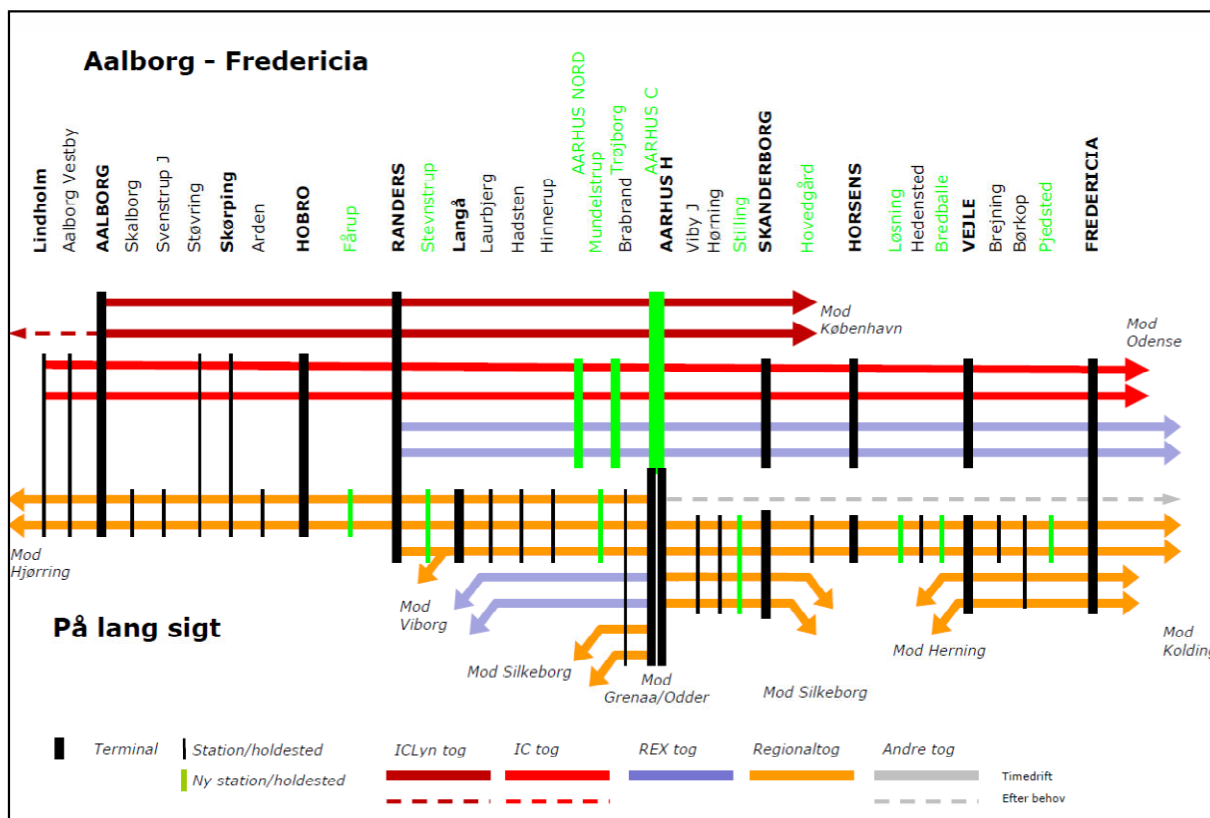 Aalborg - Fredericia
Lindholm
Aalborg Vestby
AALBORG
Skalborg
Svenstrup J
Støvring
Skørping
Arden
HOBRO
Fårup
RANDERS
Stevnstrup
Langå
Laurbjerg
Hadsten
Hinnerup
AARHUS NORD
Mundelstrup
Trøjborg
Brabrand
AARHUS C
AARHUS H
Viby J
Hørning
Stilling
SKANDERBORG
Hovedgård
HORSENS
Løsning
Hedensted
Bredballe
VEJLE
Brejning
Børkop
Pjedsted
FREDERICIA
Mod
København
Mod
Odense
Mod
Hjørring
Mod
Viborg
På lang sigt
Mod Silkeborg
Mod
Grenaa/Odder
Mod Silkeborg
Mod Herning
Mod
Kolding
Terminal
Station/holdested
Ny station/holdested
ICLyn tog
IC tog
REX tog
Regionaltog
Andre tog
Timedrift
Efter behov